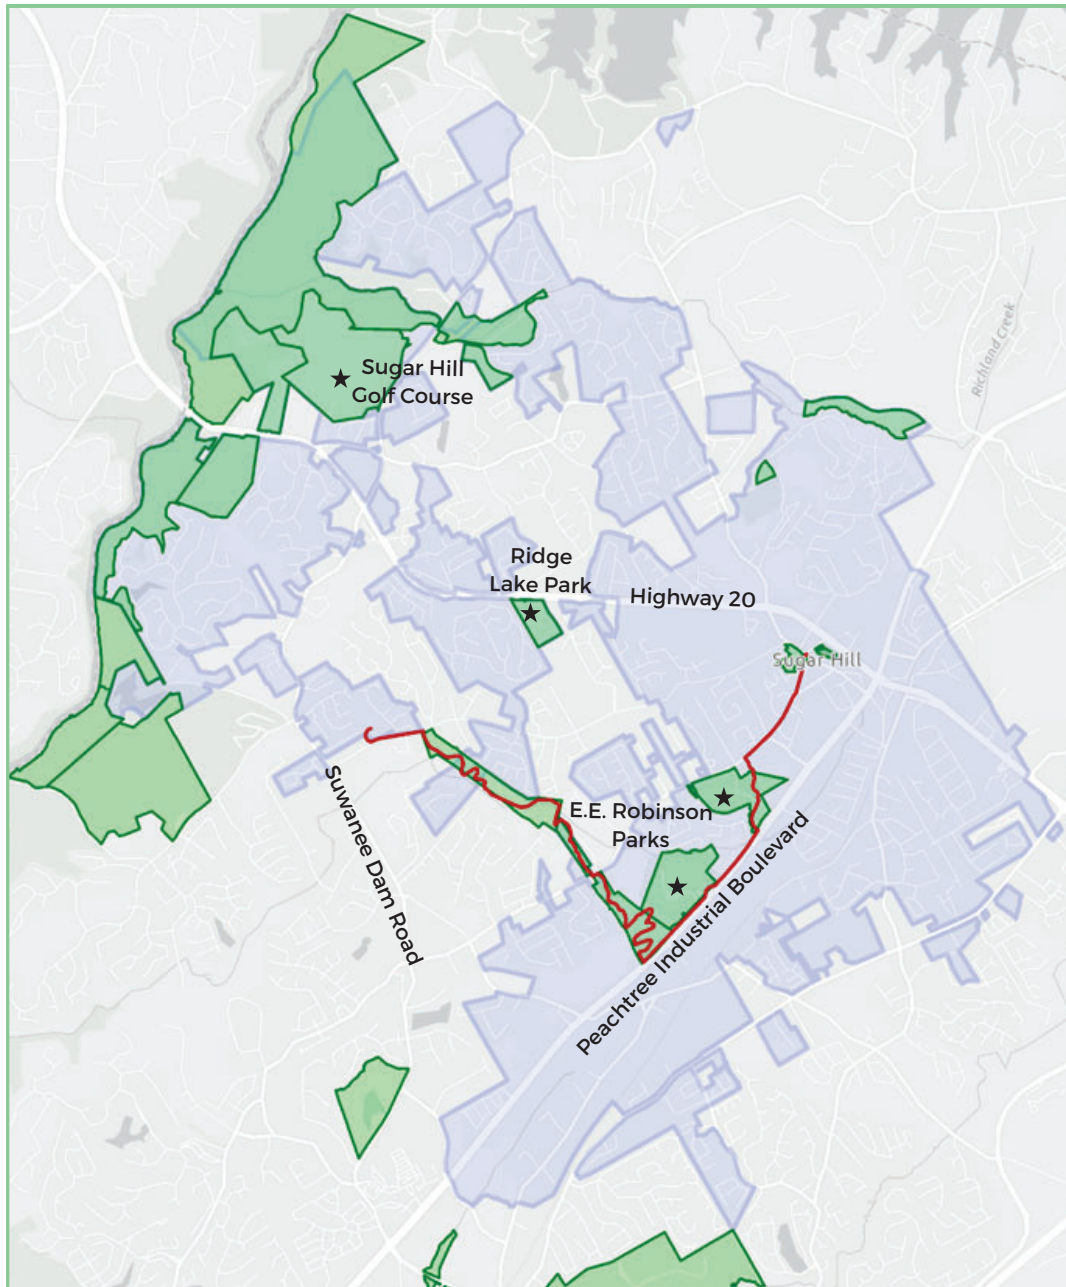 Richland Creek
Sugar Hill
Golf Course
Ridge
Lake Park
Highway 20
Sugar Hill
Suwanee Dam Road
E.E. Robinson
Parks
Peachtree Industrial Boulevard